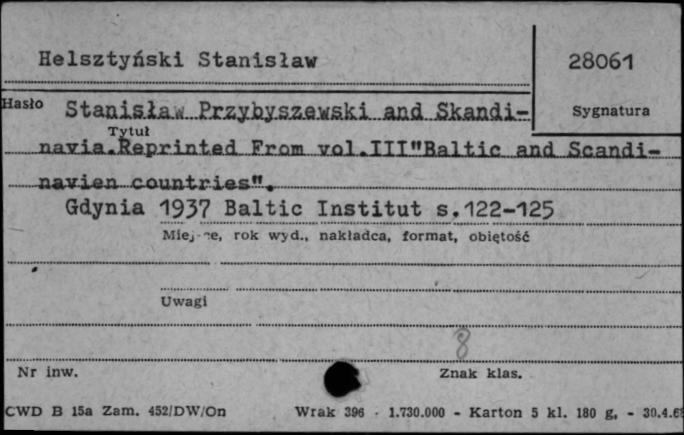 Helsztyński Stanisław
28061
Hasło
Stanisław Przybyszewski and Skandi-
Sygnatura
Tytuł
navia.Reprinted From vol.III"Baltic and Scandi-
navien countries".
Gdynia 1937 Baltic Institut s.122-125
Miejsce, rok wyd., nakładca, format, objętość
Uwagi
8
Nr inw.
Znak klas.
CWD B 15a Zam. 452/DW/On
Wrak 396 · 1.730.000 - Karton 5 kl. 180 g, - 30.4.6